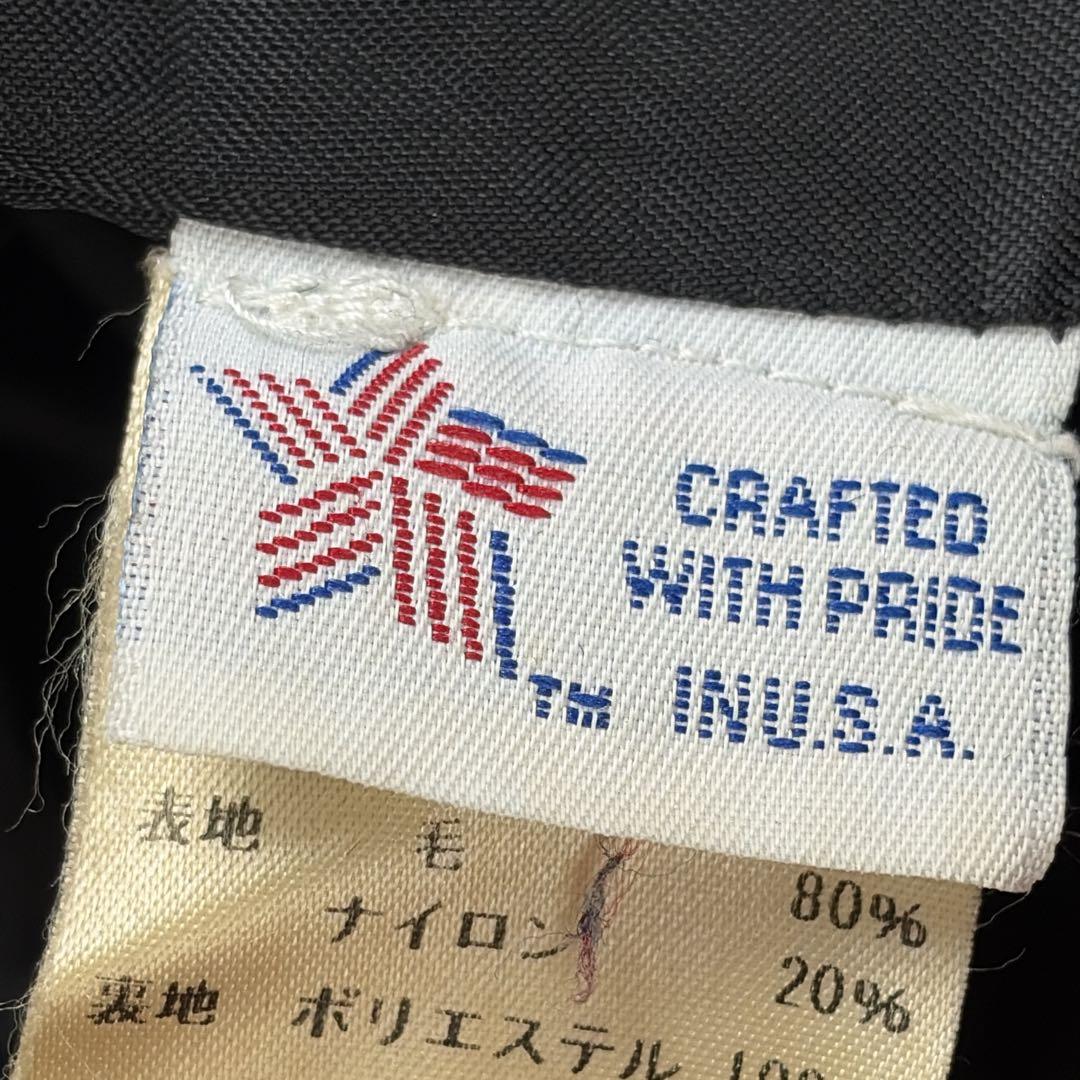 CRAFTED
WITH PRIDE
IN U.S.A.
TM
表地 毛 80%
ナイロン 20%
裏地 ポリエステル